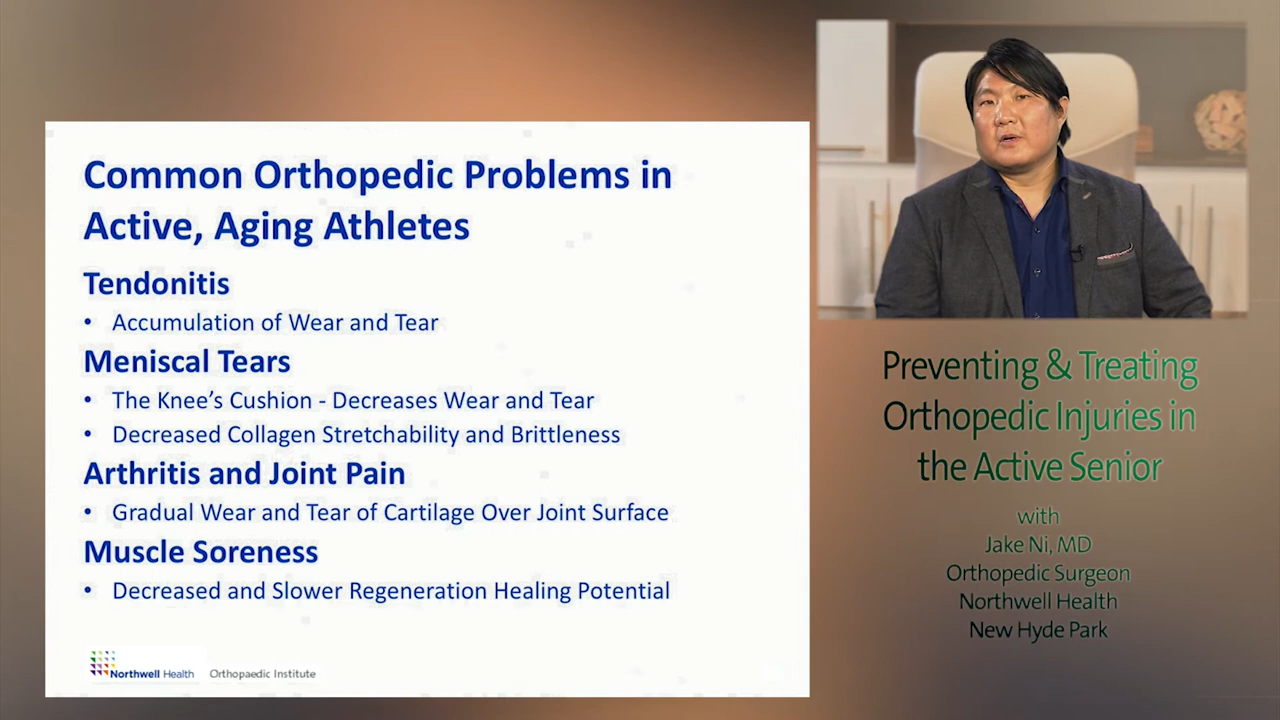 Common Orthopedic Problems in
Active, Aging Athletes
Tendonitis
• Accumulation of Wear and Tear
Meniscal Tears
• The Knee’s Cushion - Decreases Wear and Tear
• Decreased Collagen Stretchability and Brittleness
Arthritis and Joint Pain
• Gradual Wear and Tear of Cartilage Over Joint Surface
Muscle Soreness
• Decreased and Slower Regeneration Healing Potential
Northwell Health Orthopaedic Institute
Preventing & Treating
Orthopedic Injuries in
the Active Senior
with
Jake Ni, MD
Orthopedic Surgeon
Northwell Health
New Hyde Park